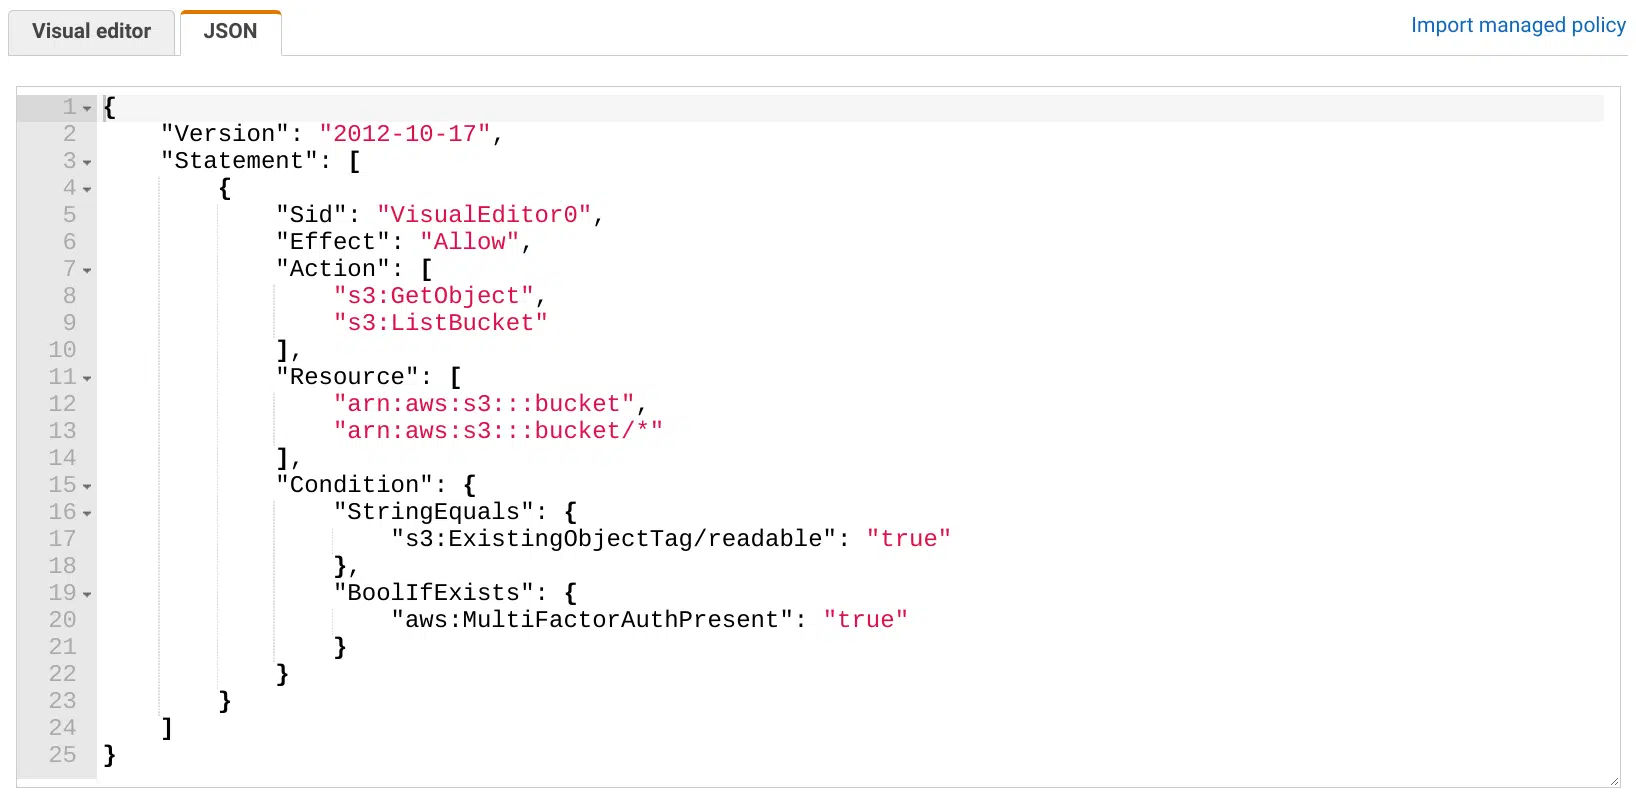 Visual editor JSON Import managed policy
1 {
2 "Version": "2012-10-17",
3 "Statement": [
4 {
5 "Sid": "VisualEditor0",
6 "Effect": "Allow",
7 "Action": [
8 "s3:GetObject",
9 "s3:ListBucket"
10 ],
11 "Resource": [
12 "arn:aws:s3:::bucket",
13 "arn:aws:s3:::bucket/*"
14 ],
15 "Condition": {
16 "StringEquals": {
17 "s3:ExistingObjectTag/readable": "true"
18 },
19 "BoolIfExists": {
20 "aws:MultiFactorAuthPresent": "true"
21 }
22 }
23 }
24 ]
25 }